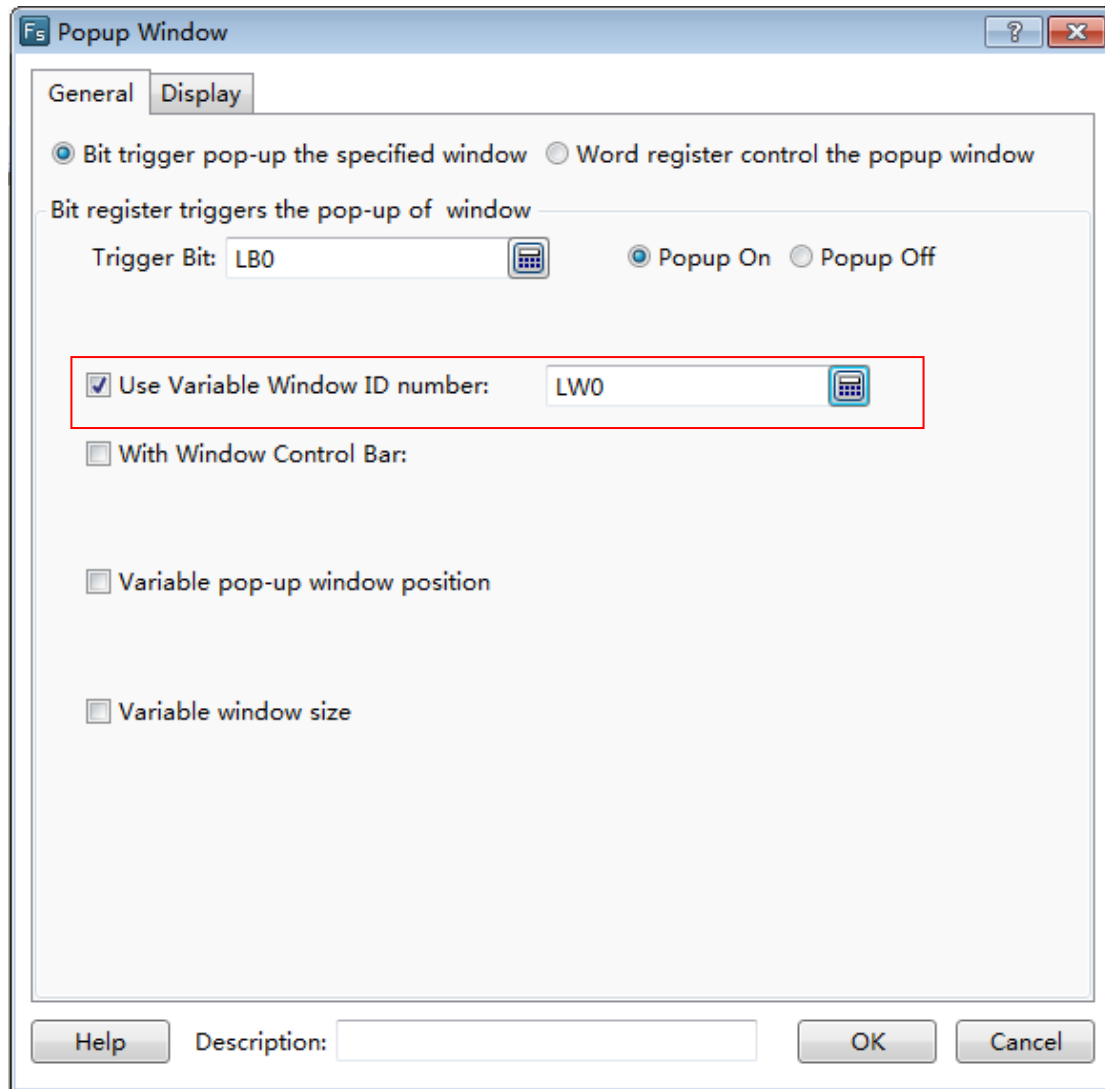 Fs Popup Window ?
General Display
Bit trigger pop-up the specified window Word register control the popup window
Bit register triggers the pop-up of window
Trigger Bit: LB0 Popup On Popup Off
Use Variable Window ID number: LW0
With Window Control Bar:
Variable pop-up window position
Variable window size
Help Description: OK Cancel